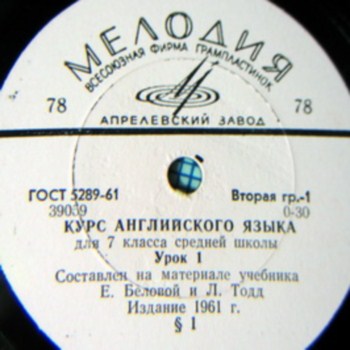 МЕЛОДИЯ
ВСЕСОЮЗНАЯ ФИРМА ГРАМПЛАСТИНОК
78 78
АПРЕЛЕВСКИЙ ЗАВОД
ГОСТ 5289-61 Вторая гр.-1
39039 0-30
КУРС АНГЛИЙСКОГО ЯЗЫКА
для 7 класса средней школы
Урок 1
Составлен на материале учебника
Е. Беловой и Л. Тодд
Издание 1961 г.
§ 1